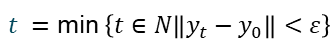 t = min {t ∈ N‖y_t − y_0‖ < ε}